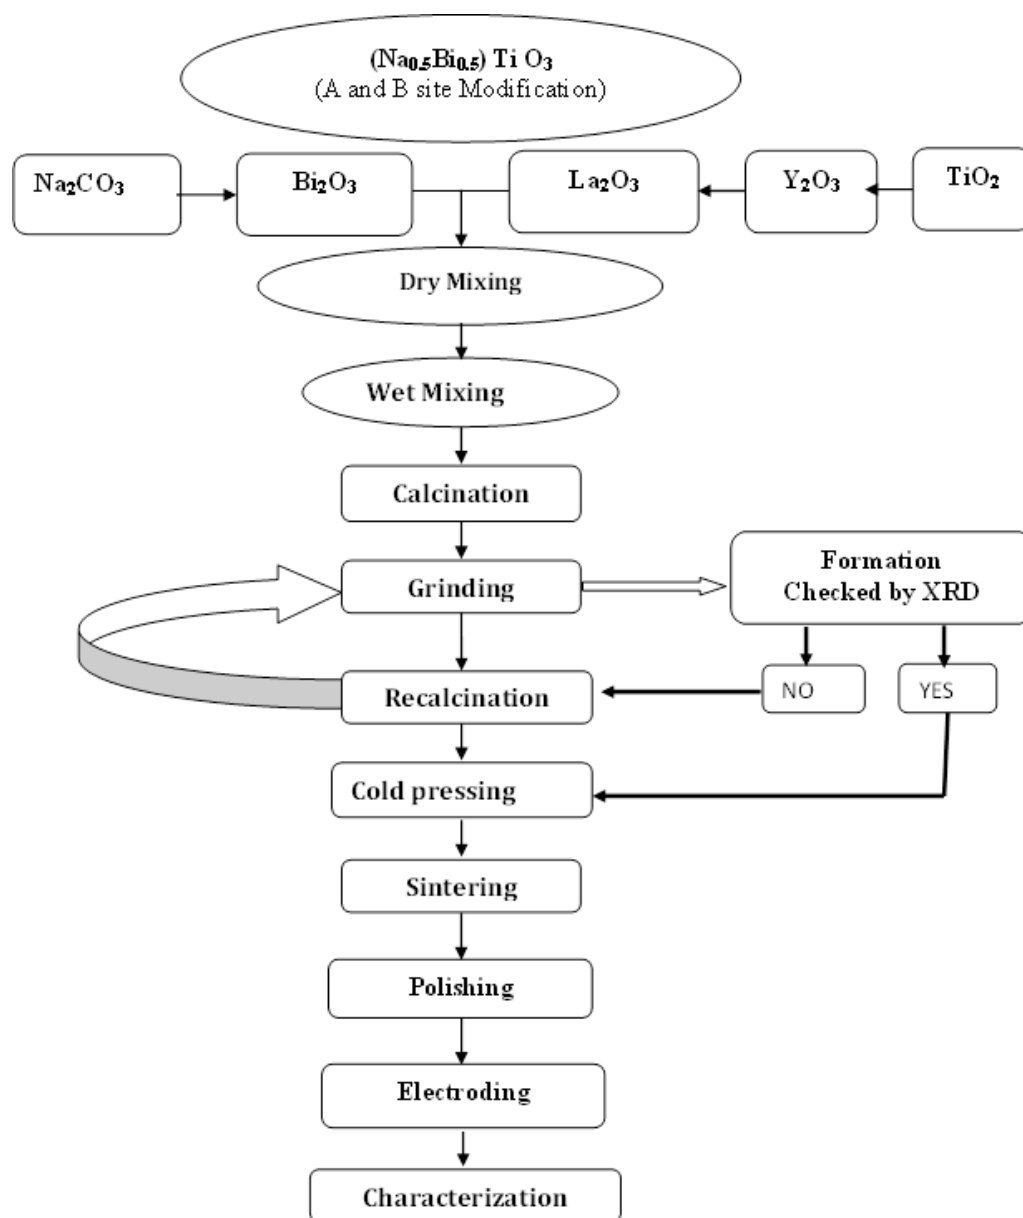 (Na₀.₅Bi₀.₅) Ti O₃
(A and B site Modification)
Na₂CO₃
Bi₂O₃
La₂O₃
Y₂O₃
TiO₂
Dry Mixing
Wet Mixing
Calcination
Grinding
Formation
Checked by XRD
Recalcination
NO
YES
Cold pressing
Sintering
Polishing
Electroding
Characterization